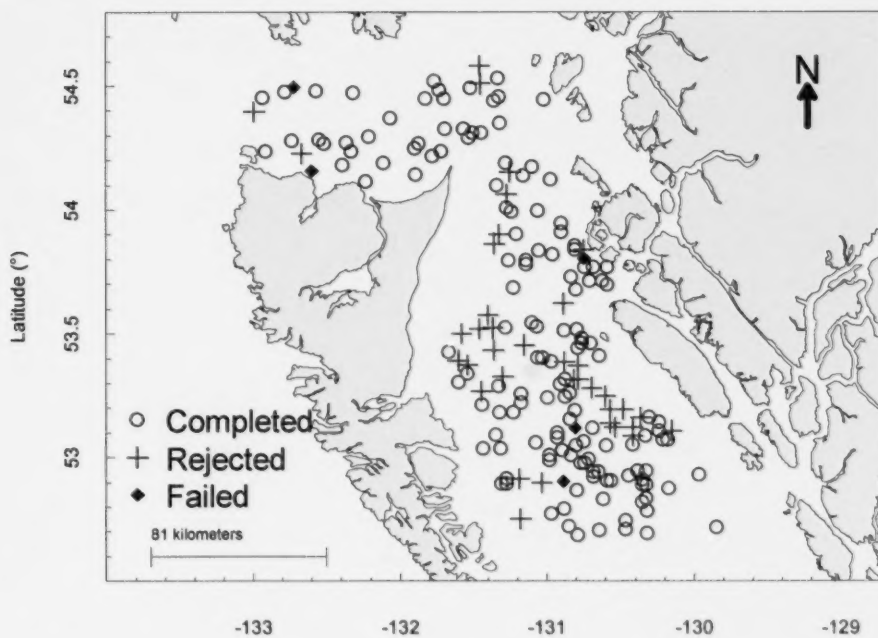 N
54.5
54
53.5
53
Latitude (°)
Completed
Rejected
Failed
81 kilometers
-133
-132
-131
-130
-129